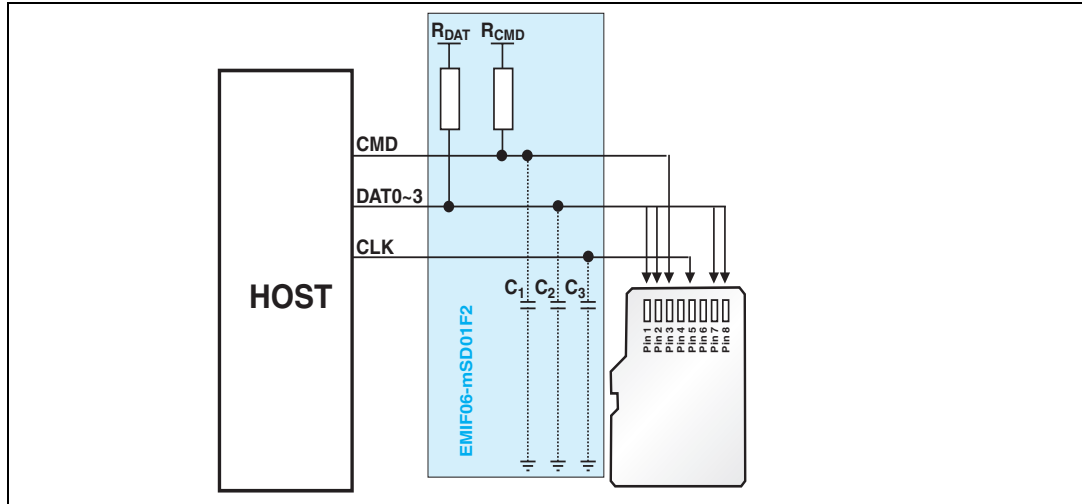 R_DAT R_CMD
CMD
DAT0~3
CLK
HOST
C₁ C₂ C₃
EMIF06-mSD01F2
Pin 1
Pin 2
Pin 3
Pin 4
Pin 5
Pin 6
Pin 7
Pin 8